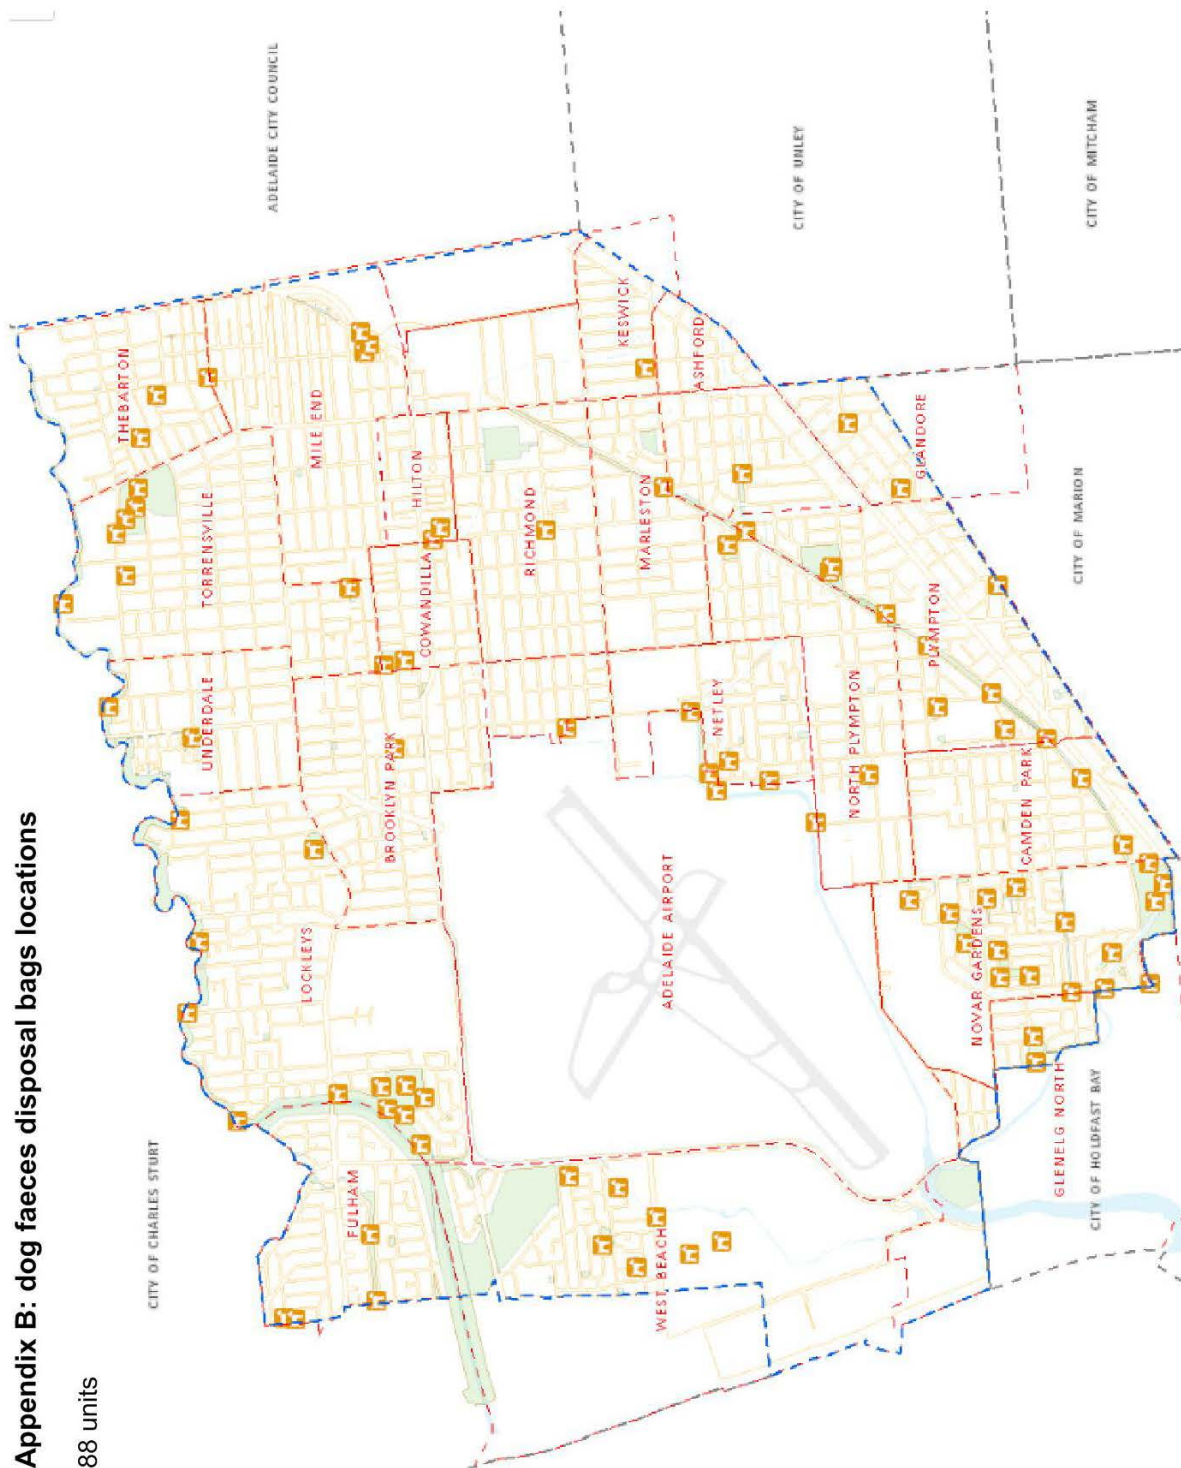 Appendix B: dog faeces disposal bags locations
88 units
CITY OF CHARLES STURT
ADELAIDE CITY COUNCIL
THEBARTON
TORRENSVILLE
UNDERDALE
MILE END
LOCKLEYS
FULHAM
HILTON
COWANDILLA
BROOKLYN PARK
RICHMOND
KESWICK
ASHFORD
MARLESTON
NETLEY
ADELAIDE AIRPORT
WEST BEACH
CITY OF UNLEY
GLANDORE
PLYMPTON
NORTH PLYMPTON
CAMDEN PARK
NOVAR GARDENS
GLENELG NORTH
CITY OF HOLDFAST BAY
CITY OF MARION
CITY OF MITCHAM